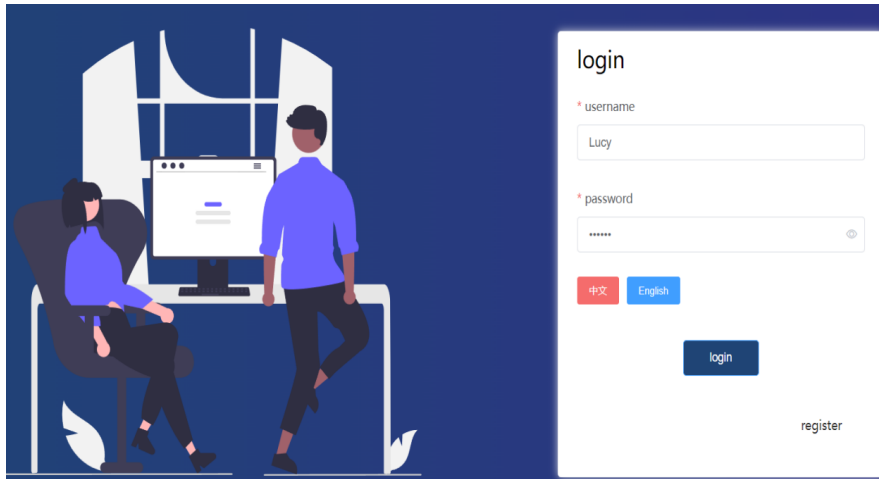 login
* username
Lucy
* password
••••••
中文 English
login
register